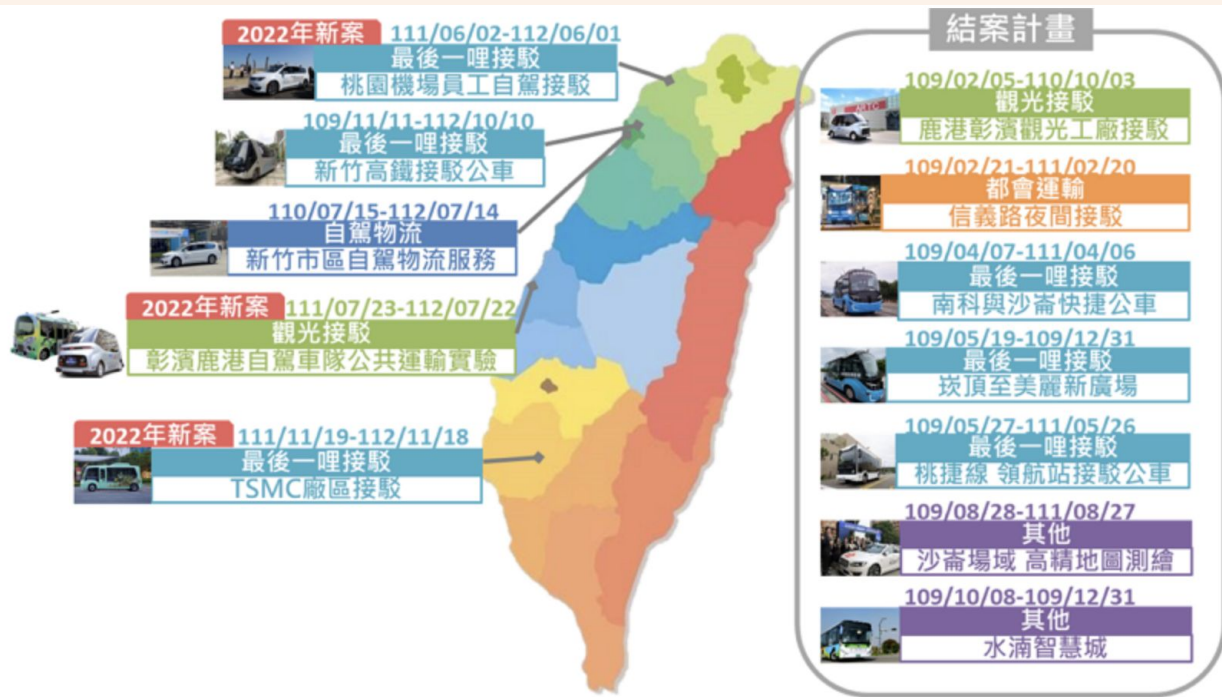 2022年新案 111/06/02-112/06/01
最後一哩接駁
桃園機場員工自駕接駁
109/11/11-112/10/10
最後一哩接駁
新竹高鐵接駁公車
110/07/15-112/07/14
自駕物流
新竹市區自駕物流服務
2022年新案 111/07/23-112/07/22
觀光接駁
彰濱鹿港自駕車隊公共運輸實驗
2022年新案 111/11/19-112/11/18
最後一哩接駁
TSMC廠區接駁
結案計畫
109/02/05-110/10/03
觀光接駁
鹿港彰濱觀光工廠接駁
ARTC
109/02/21-111/02/20
都會運輸
信義路夜間接駁
109/04/07-111/04/06
最後一哩接駁
南科與沙崙快捷公車
109/05/19-109/12/31
最後一哩接駁
崁頂至美麗新廣場
109/05/27-111/05/26
最後一哩接駁
桃捷線 領航站接駁公車
109/08/28-111/08/27
其他
沙崙場域 高精地圖測繪
109/10/08-109/12/31
其他
水湳智慧城